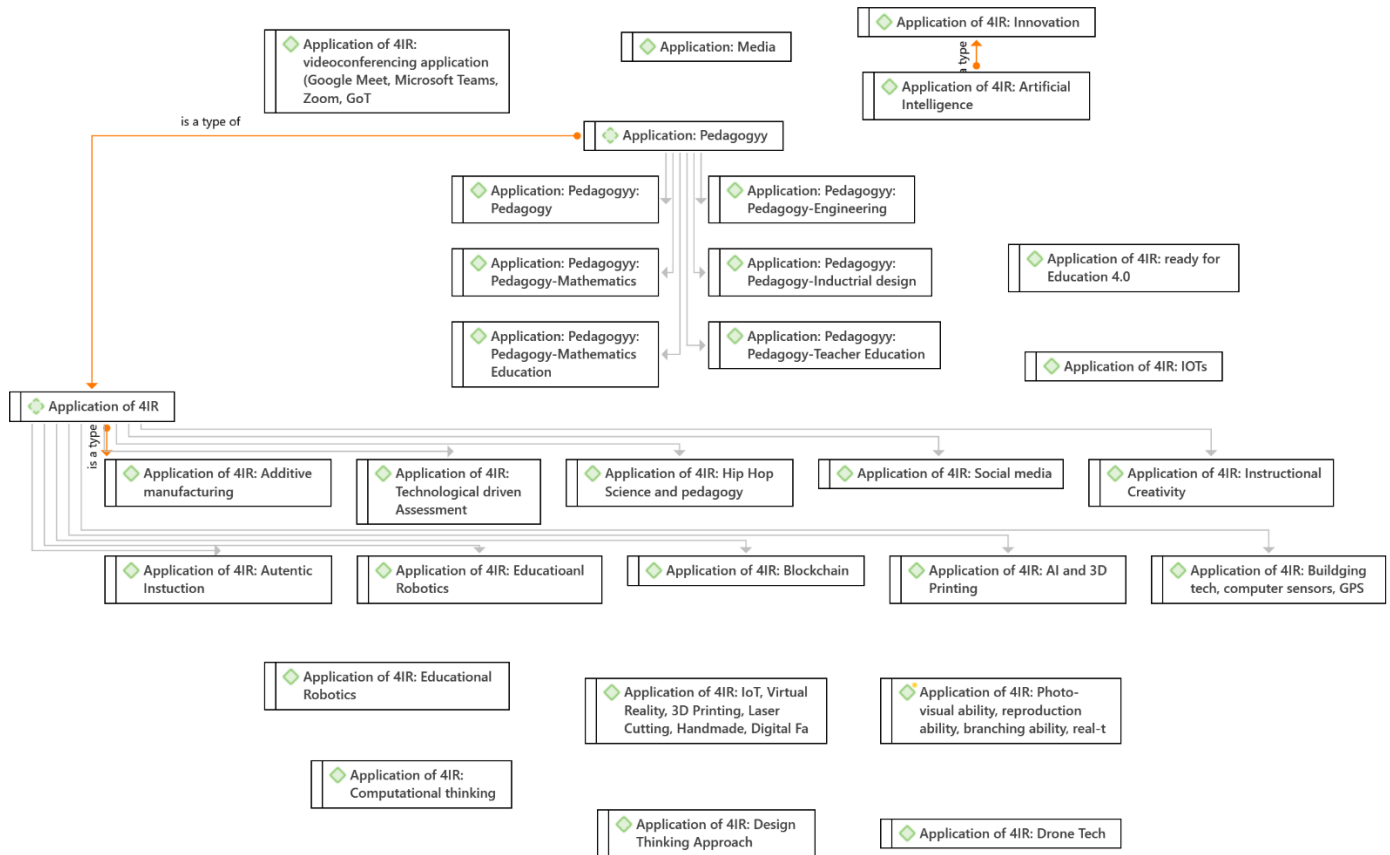 Application of 4IR: Innovation
Application of 4IR:
videoconferencing application
(Google Meet, Microsoft Teams,
Zoom, GoT
Application: Media
a type
Application of 4IR: Artificial
Intelligence
is a type of
Application: Pedagogyy
Application: Pedagogyy:
Pedagogy
Application: Pedagogyy:
Pedagogy-Engineering
Application: Pedagogyy:
Pedagogy-Mathematics
Application: Pedagogyy:
Pedagogy-Inductrial design
Application of 4IR: ready for
Education 4.0
Application: Pedagogyy:
Pedagogy-Mathematics
Education
Application: Pedagogyy:
Pedagogy-Teacher Education
Application of 4IR: IOTs
Application of 4IR
is a type
Application of 4IR: Additive
manufacturing
Application of 4IR:
Technological driven
Assessment
Application of 4IR: Hip Hop
Science and pedagogy
Application of 4IR: Social media
Application of 4IR: Instructional
Creativity
Application of 4IR: Autentic
Instuction
Application of 4IR: Educatioanl
Robotics
Application of 4IR: Blockchain
Application of 4IR: AI and 3D
Printing
Application of 4IR: Buildging
tech, computer sensors, GPS
Application of 4IR: Educational
Robotics
Application of 4IR: IoT, Virtual
Reality, 3D Printing, Laser
Cutting, Handmade, Digital Fa
Application of 4IR: Photo-
visual ability, reproduction
ability, branching ability, real-t
Application of 4IR:
Computational thinking
Application of 4IR: Design
Thinking Approach
Application of 4IR: Drone Tech